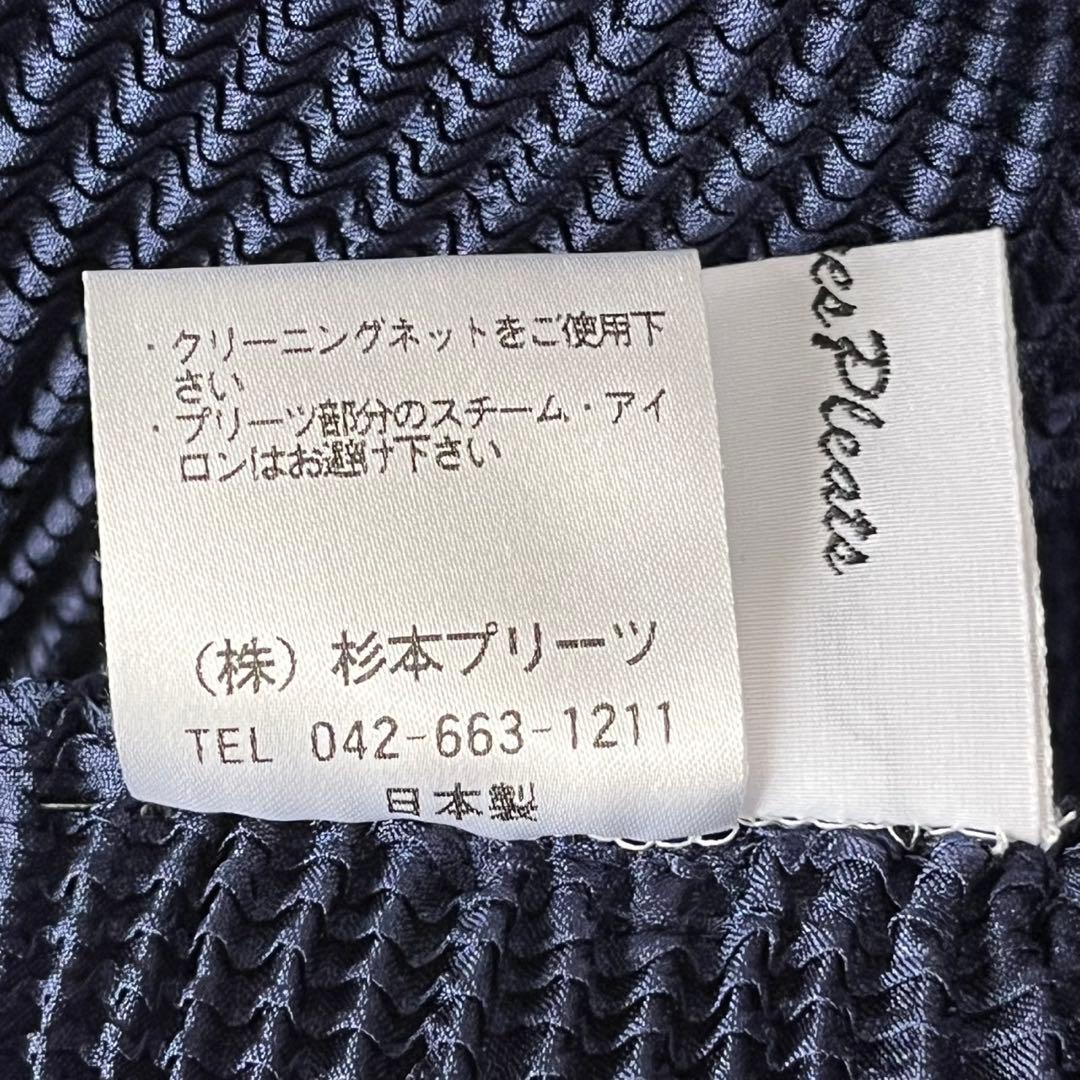 ・クリーニングネットをご使用下
さい
・プリーツ部分のスチーム・アイ
ロンはお避け下さい
(株) 杉本プリーツ
TEL 042-663-1211
日本製
Pleats